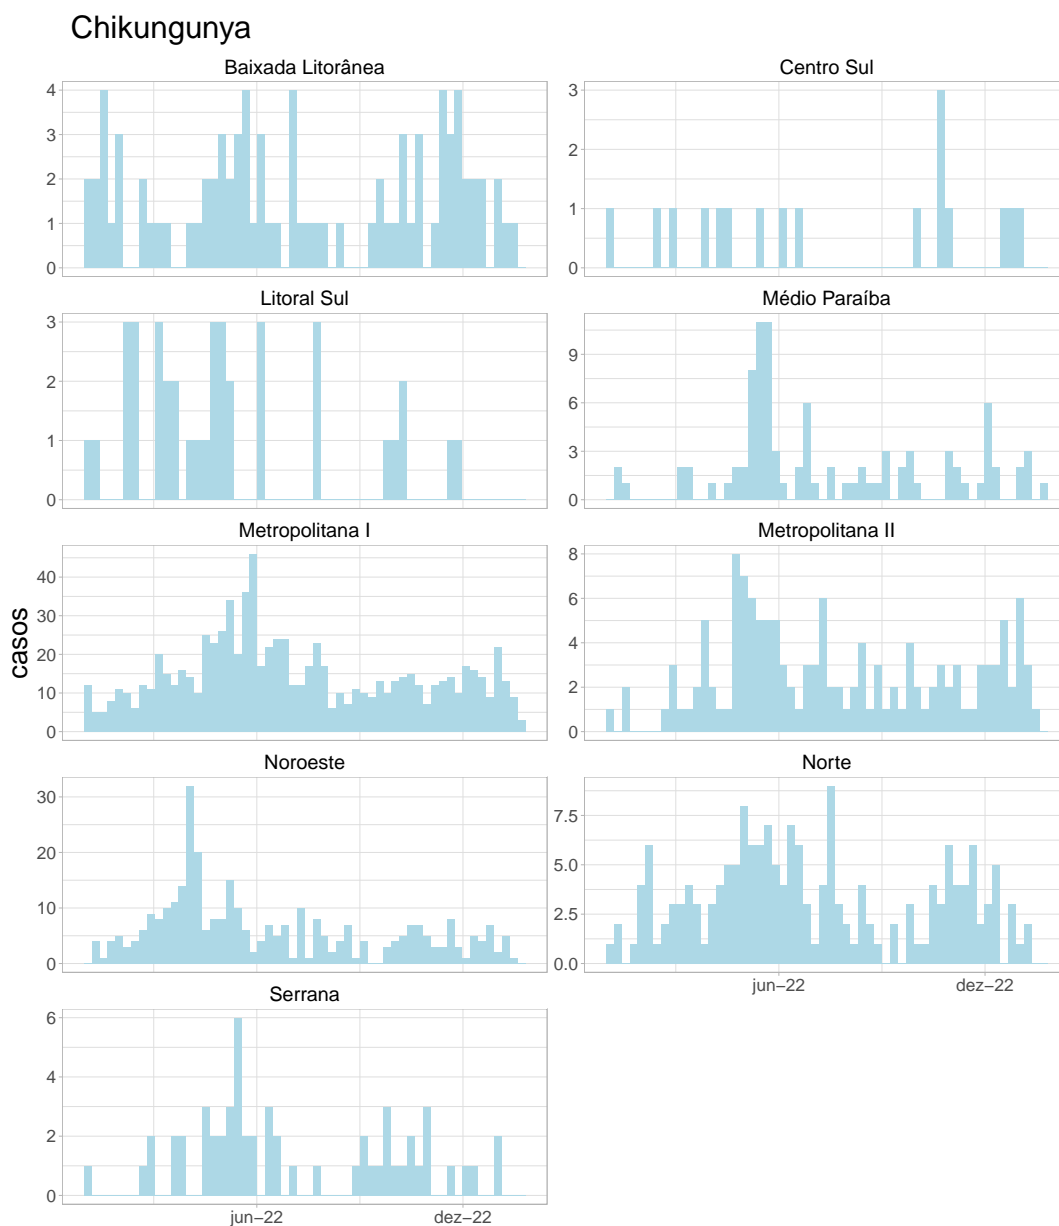 Chikungunya
Baixada Litorânea
Centro Sul
4
3
2
1
0
3
2
1
0
Litoral Sul
Médio Paraíba
3
2
1
0
9
6
3
0
Metropolitana I
Metropolitana II
casos
40
30
20
10
0
8
6
4
2
0
Noroeste
Norte
30
20
10
0
7.5
5.0
2.5
0.0
jun−22
dez−22
Serrana
6
4
2
0
jun−22
dez−22